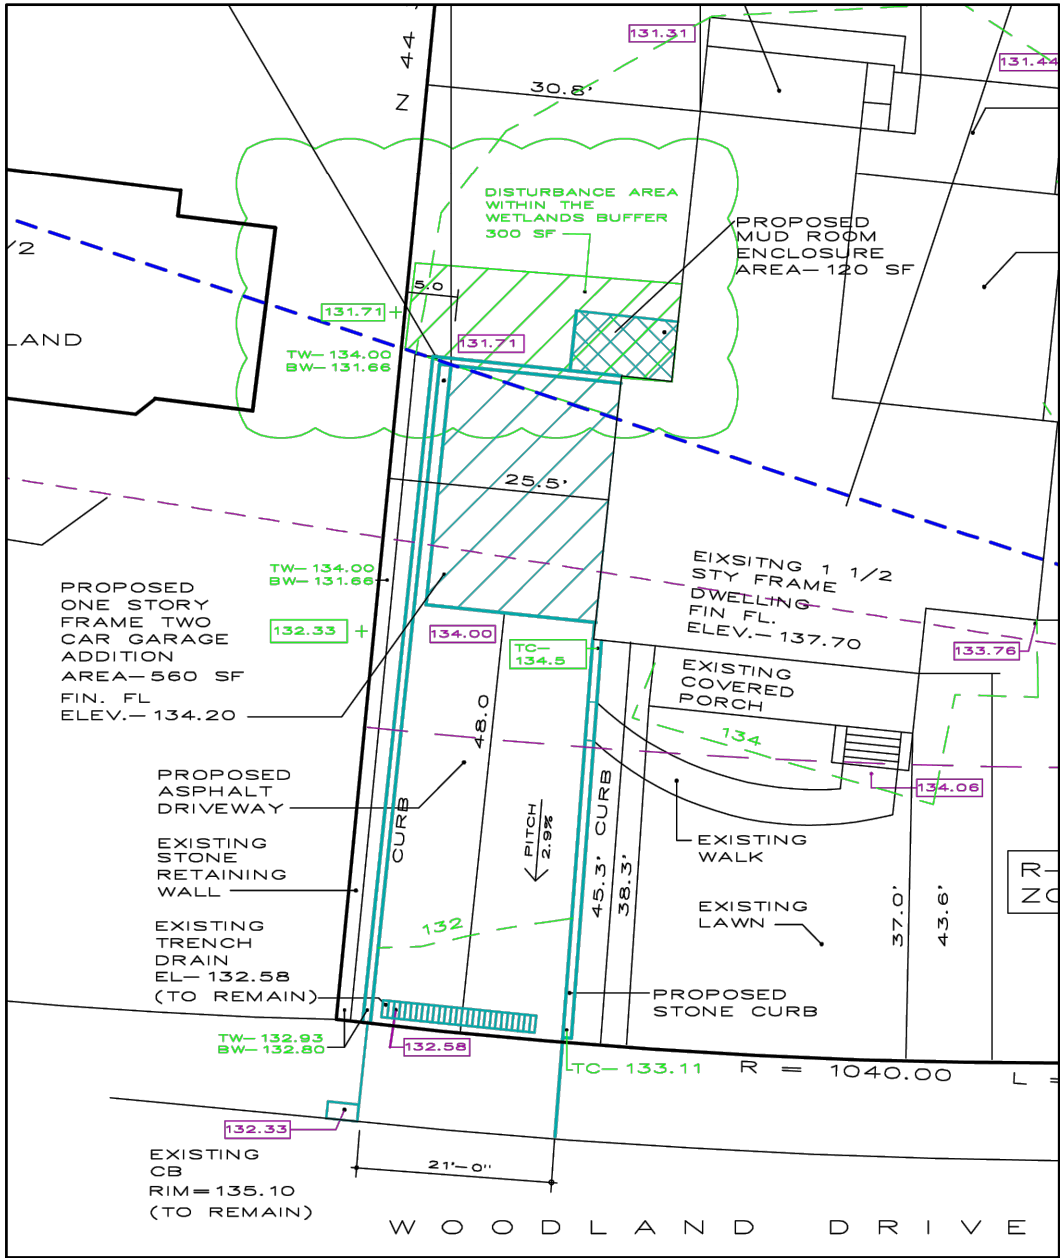 44
Z
131.31
131.44
30.8'
DISTURBANCE AREA
WITHIN THE
WETLANDS BUFFER
300 SF
PROPOSED
MUD ROOM
ENCLOSURE
AREA— 120 SF
/2
LAND
5.0
131.71
131.71
TW— 134.00
BW— 131.66
25.5'
TW— 134.00
BW— 131.66
EIXSITNG 1 1/2
STY FRAME
DWELLING
FIN FL.
ELEV.— 137.70
PROPOSED
ONE STORY
FRAME TWO
CAR GARAGE
ADDITION
AREA—560 SF
FIN. FL
ELEV.— 134.20
132.33
134.00
TC—
134.5
133.76
EXISTING
COVERED
PORCH
134
48.0
134.06
PROPOSED
ASPHALT
DRIVEWAY
CURB
PITCH
2.9%
45.3' CURB
38.3'
EXISTING
WALK
EXISTING
STONE
RETAINING
WALL
EXISTING
LAWN
37.0'
43.6'
R—
ZO
132
EXISTING
TRENCH
DRAIN
EL— 132.58
(TO REMAIN)
PROPOSED
STONE CURB
TW— 132.93
BW— 132.80
132.58
TC— 133.11
R = 1040.00 L =
132.33
EXISTING
CB
RIM=135.10
(TO REMAIN)
21'—0"
WOODLAND DRIVE